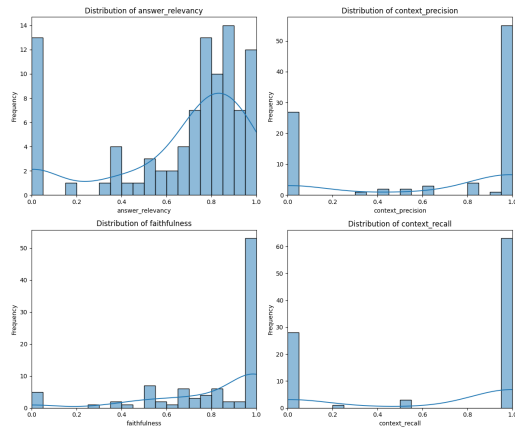 Distribution of answer_relevancy
14
12
10
8
6
4
2
0
Frequency
0.0 0.2 0.4 0.6 0.8 1.0
answer_relevancy
Distribution of context_precision
50
40
30
20
10
0
Frequency
0.0 0.2 0.4 0.6 0.8 1.0
context_precision
Distribution of faithfulness
50
40
30
20
10
0
Frequency
0.0 0.2 0.4 0.6 0.8 1.0
faithfulness
Distribution of context_recall
60
50
40
30
20
10
0
Frequency
0.0 0.2 0.4 0.6 0.8 1.0
context_recall